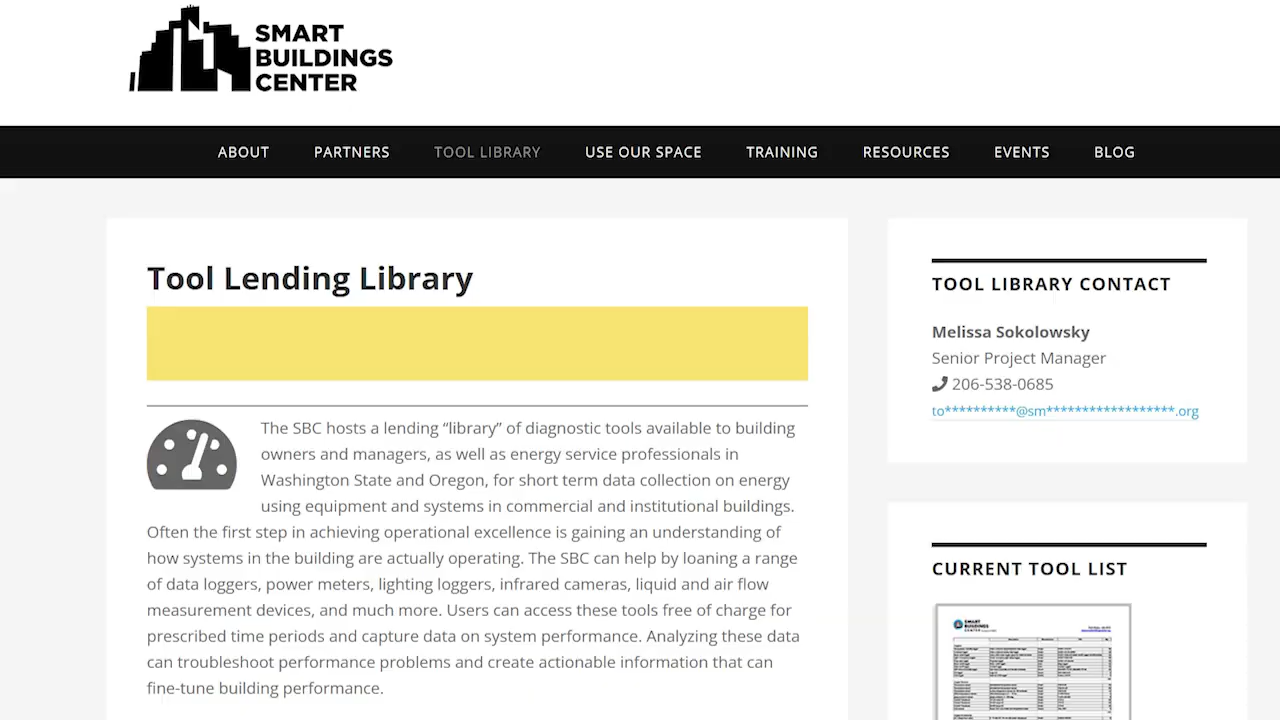 SMART
BUILDINGS
CENTER
ABOUT PARTNERS TOOL LIBRARY USE OUR SPACE TRAINING RESOURCES EVENTS BLOG
Tool Lending Library
The SBC hosts a lending “library” of diagnostic tools available to building
owners and managers, as well as energy service professionals in
Washington State and Oregon, for short term data collection on energy
using equipment and systems in commercial and institutional buildings.
Often the first step in achieving operational excellence is gaining an understanding of
how systems in the building are actually operating. The SBC can help by loaning a range
of data loggers, power meters, lighting loggers, infrared cameras, liquid and air flow
measurement devices, and much more. Users can access these tools free of charge for
prescribed time periods and capture data on system performance. Analyzing these data
can troubleshoot performance problems and create actionable information that can
fine-tune building performance.
TOOL LIBRARY CONTACT
Melissa Sokolowsky
Senior Project Manager
206-538-0685
to**********@sm******************.org
CURRENT TOOL LIST
SMART
BUILDINGS
CENTER